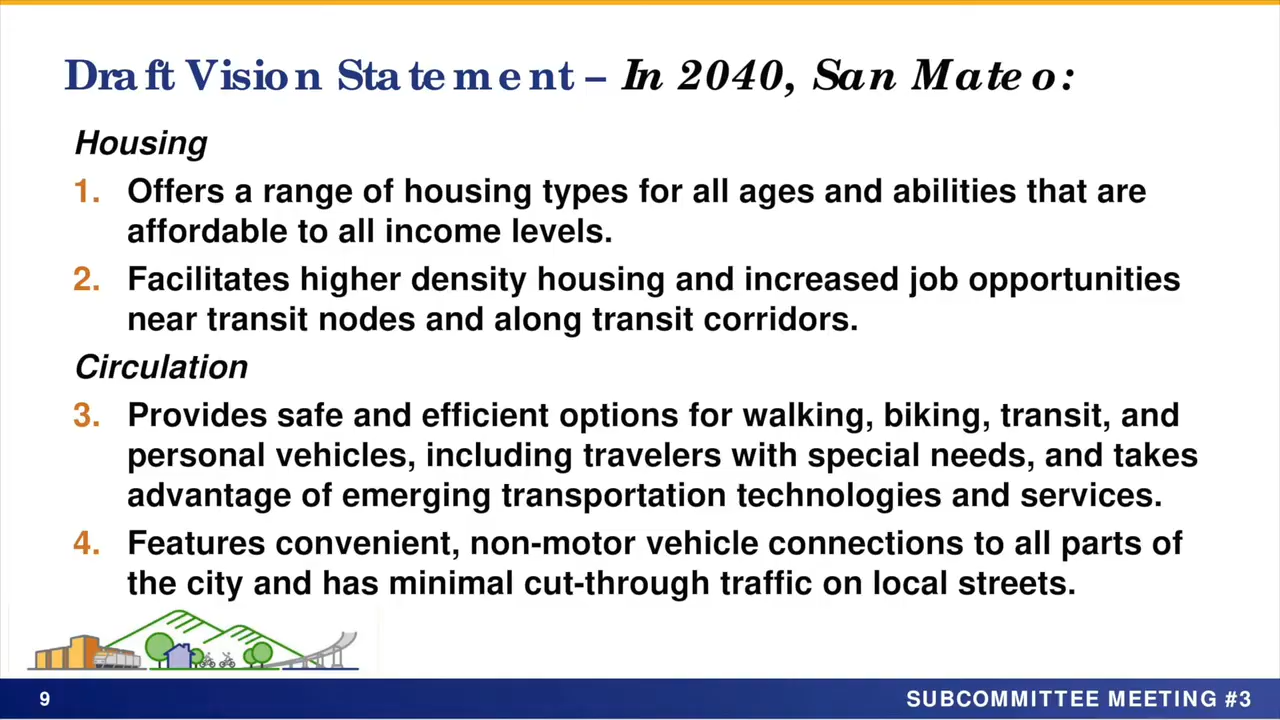 Draft Vision Statement – In 2040, San Mateo:
Housing
1. Offers a range of housing types for all ages and abilities that are
affordable to all income levels.
2. Facilitates higher density housing and increased job opportunities
near transit nodes and along transit corridors.
Circulation
3. Provides safe and efficient options for walking, biking, transit, and
personal vehicles, including travelers with special needs, and takes
advantage of emerging transportation technologies and services.
4. Features convenient, non-motor vehicle connections to all parts of
the city and has minimal cut-through traffic on local streets.
9
SUBCOMMITTEE MEETING #3